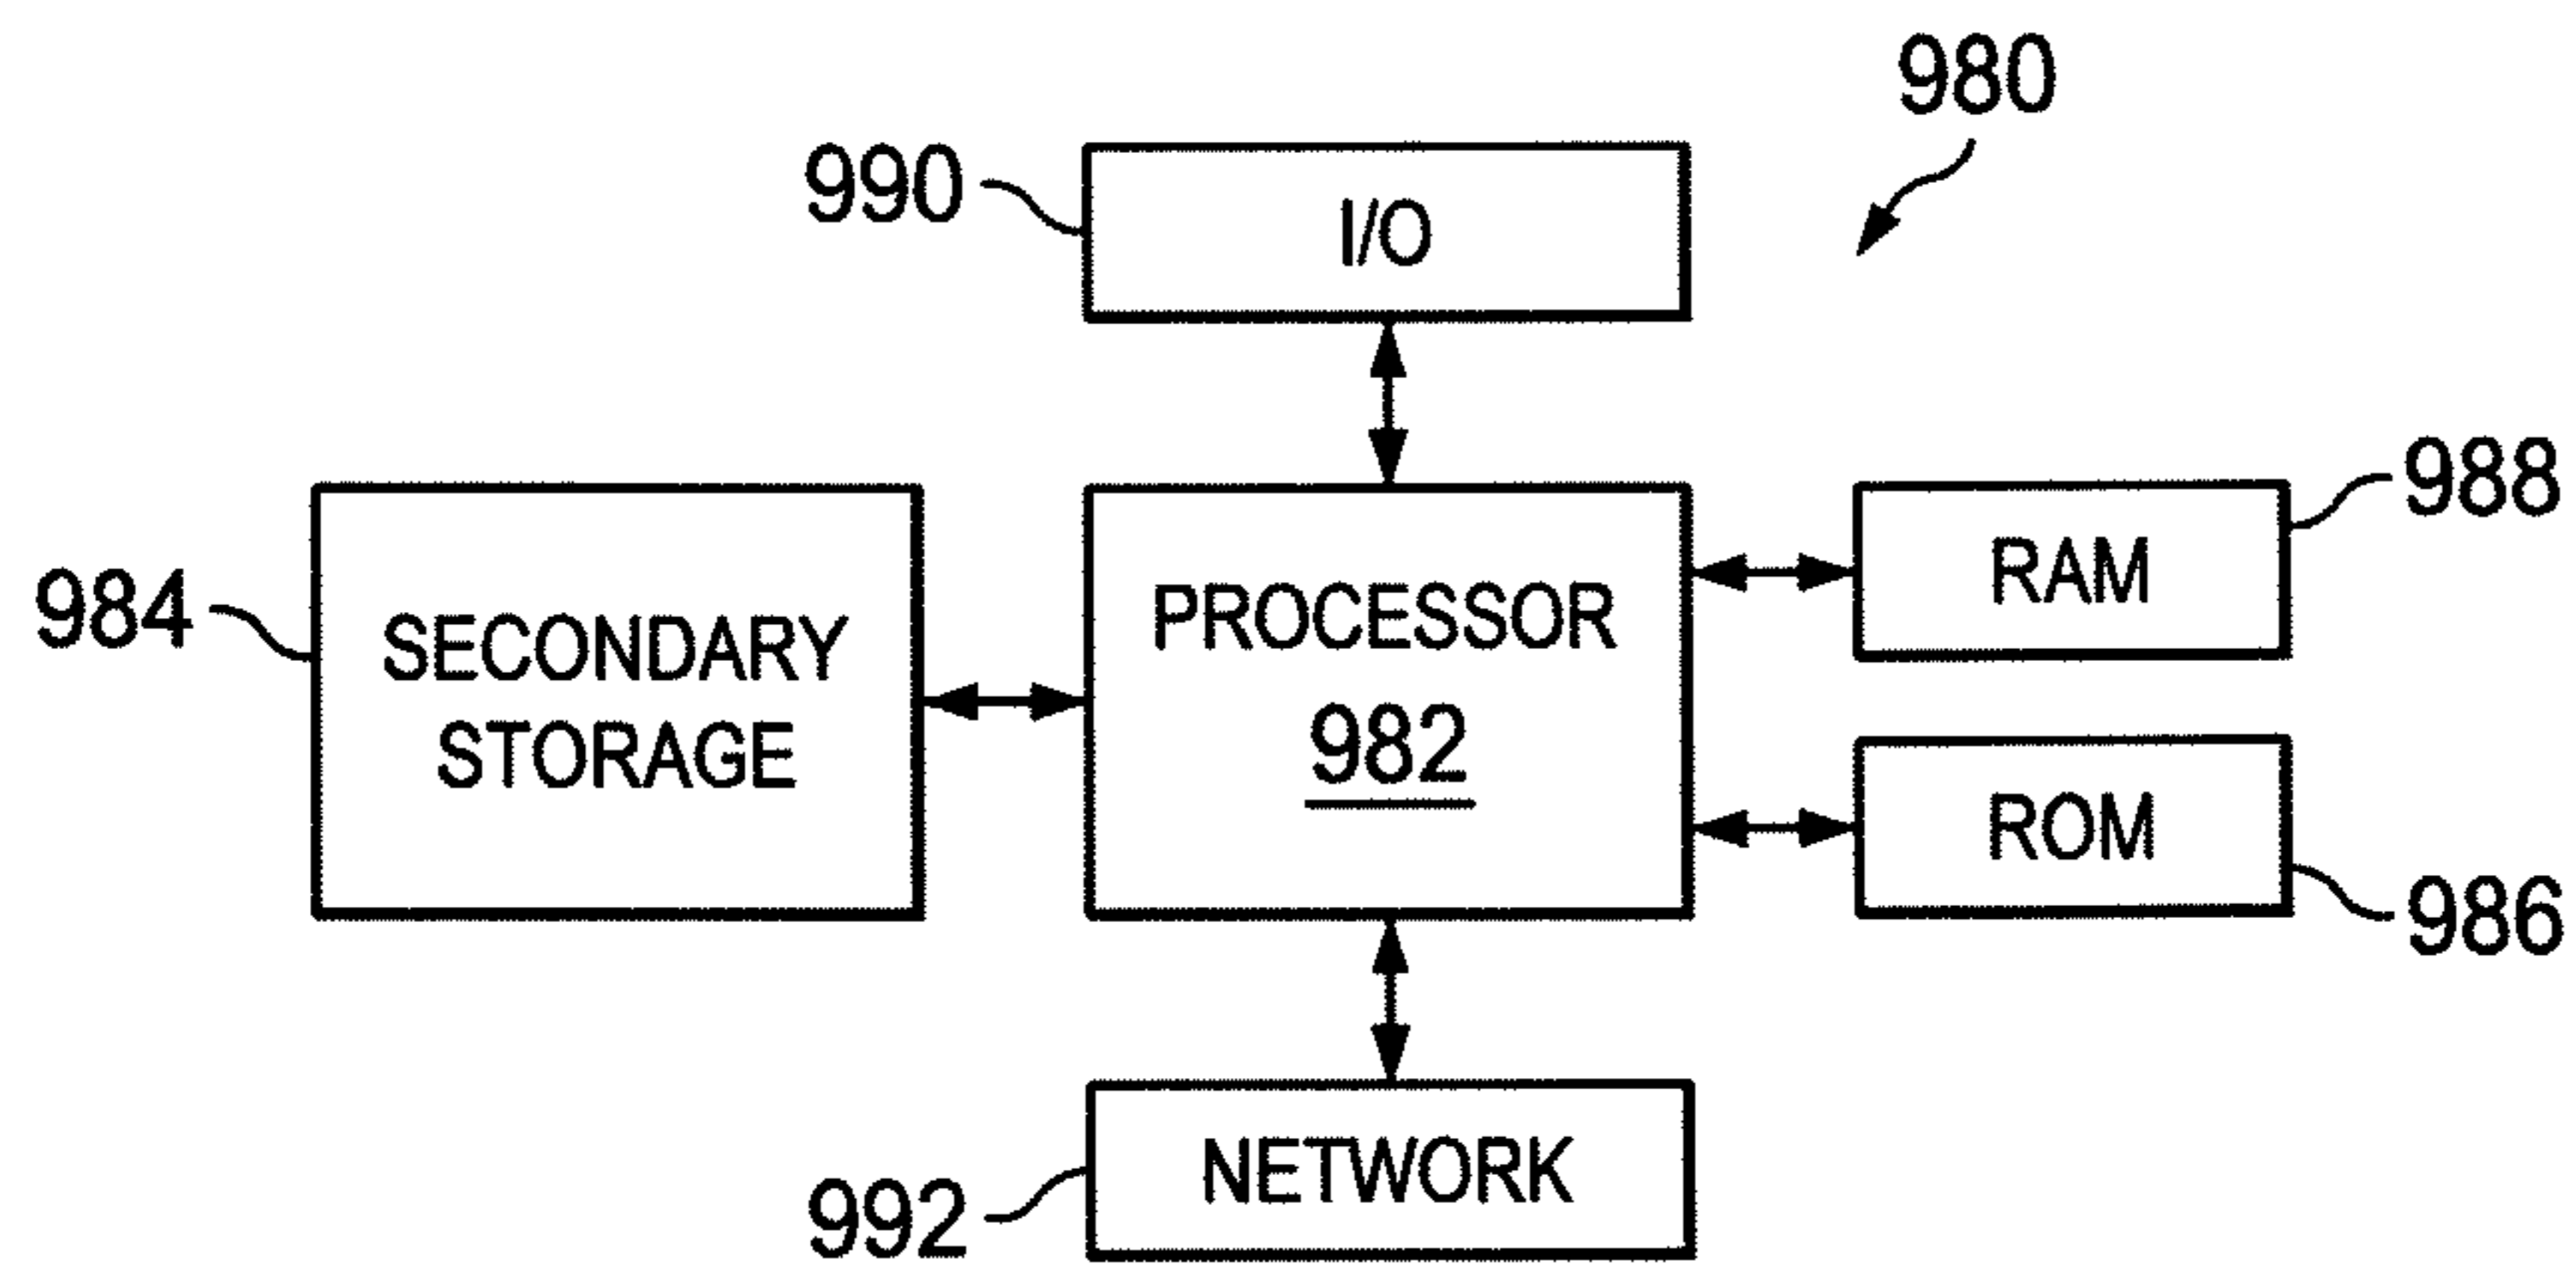 980
990
I/O
988
RAM
984
SECONDARY
STORAGE
PROCESSOR
982
ROM
986
NETWORK
992